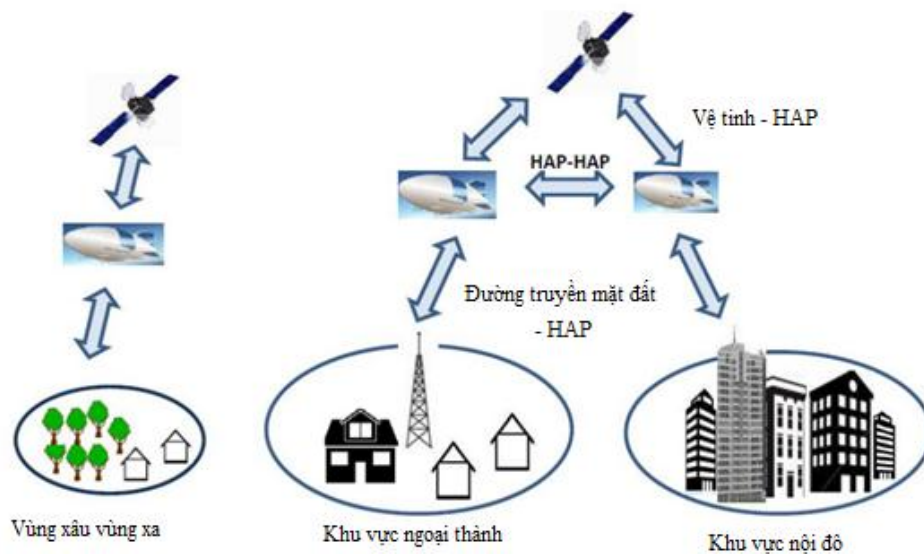 Vệ tinh - HAP
HAP-HAP
Đường truyền mặt đất
- HAP
Vùng xâu vùng xa
Khu vực ngoại thành
Khu vực nội đô